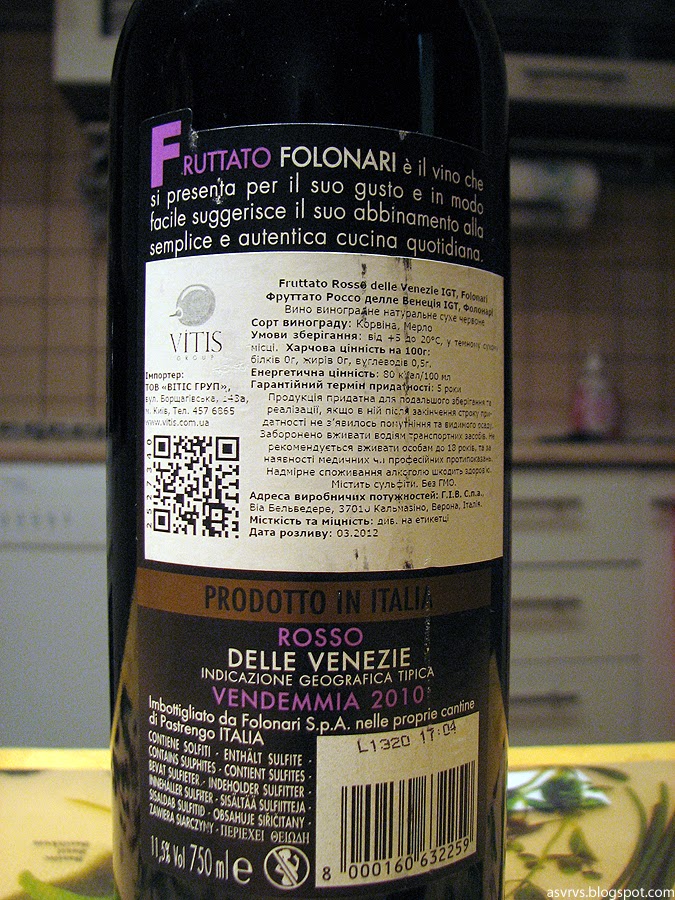 FRUTTATO FOLONARI è il vino che
si presenta per il suo gusto e in modo
facile suggerisce il suo abbinamento alla
semplice e autentica cucina quotidiana.
Fruttato Rosso delle Venezie IGT, Folonari
Фруттато Россо делле Венеція IGT, Фолонарі
Вино виноградне натуральне сухе червоне
Сорт винограду: Корвіна, Мерло
Умови зберігання: від +5 до 20°С, у темному сухому
місці. Харчова цінність на 100г:
білків 0г, жирів 0г, вуглеводів 0,5г.
Енергетична цінність: 80 кКал/100 мл
Гарантійний термін придатності: 5 роки
Продукція придатна для подальшого зберігання та
реалізації, якщо в ній після закінчення строку при-
датності не з'явилось помутніння та видимого осаду.
Заборонено вживати водіям транспортних засобів. Не
рекомендується вживати особам до 18 років, та за
наявності медичних чи професійних протипоказань.
Надмірне споживання алкоголю шкодить здоров'ю.
Містить сульфіти. Без ГМО.
Адреса виробничих потужностей: Г.І.В. С.п.а.,
Віа Бельведере, 37010 Кальмазіно, Верона, Італія.
Місткість та міцність: див. на етикетці
Дата розливу: 03.2012
VITIS
GROUP
Імпортер:
ТОВ «ВІТІС ГРУП»,
вул. Борщагівська, 143а,
м. Київ, Тел. 457 6865
www.vitis.com.ua
PRODOTTO IN ITALIA
ROSSO
DELLE VENEZIE
INDICAZIONE GEOGRAFICA TIPICA
VENDEMMIA 2010
Imbottigliato da Folonari S.p.A. nelle proprie cantine
di Pastrengo ITALIA
CONTIENE SOLFITI - ENTHÄLT SULFITE -
CONTAINS SULPHITES - CONTIENT SULFITES -
BEVAT SULFIETEN - INDEHOLDER SULFITTER -
INNEHÅLLER SULFITER - SISÄLTÄÄ SULFIITTEJA -
SISALDAB SULFITID - OBSAHUJE SIŘIČITANY -
ZAWIERA SIARCZYNY - ΠΕΡΙΕΧΕΙ ΘΕΙΩΔΗ
11,5% Vol 750 ml e
L1320 17:04
8 000160 632259
asvrvs.blogspot.com